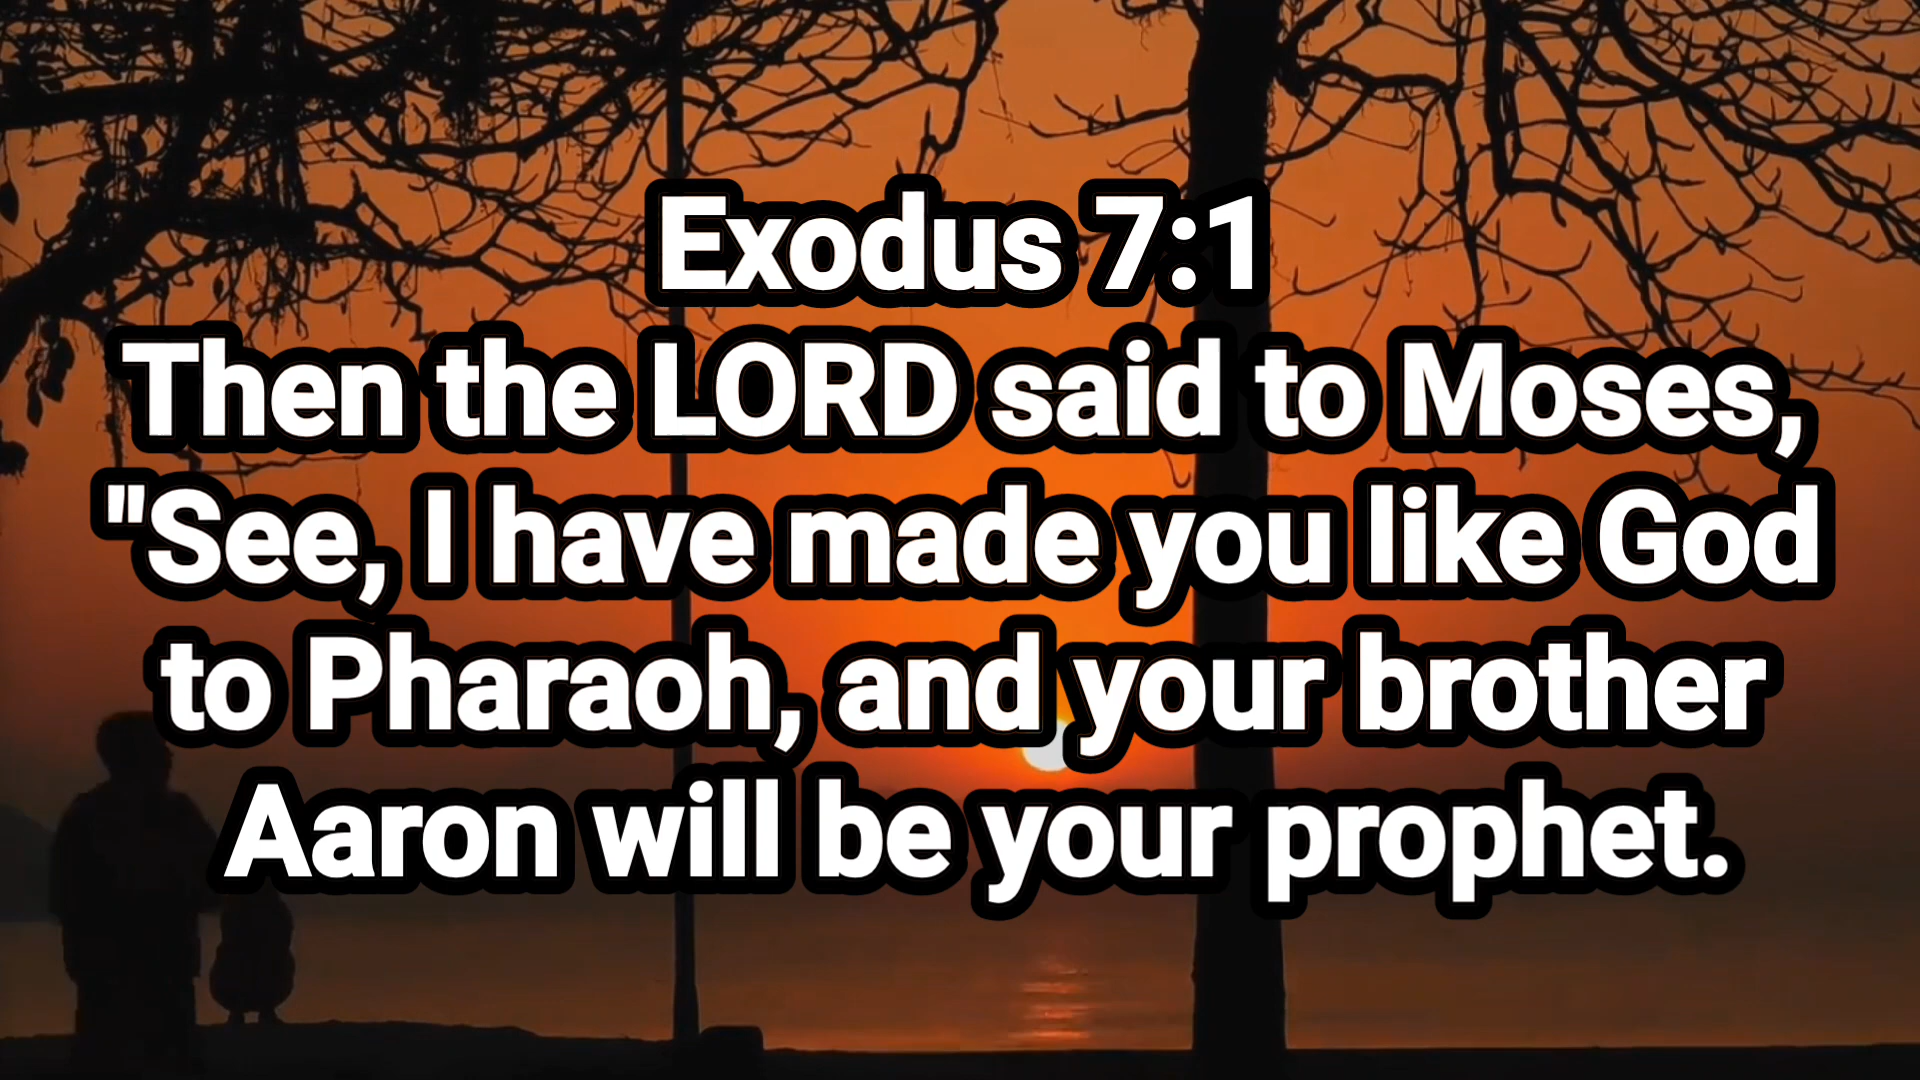 Exodus 7:1
Then the LORD said to Moses,
"See, I have made you like God
to Pharaoh, and your brother
Aaron will be your prophet.